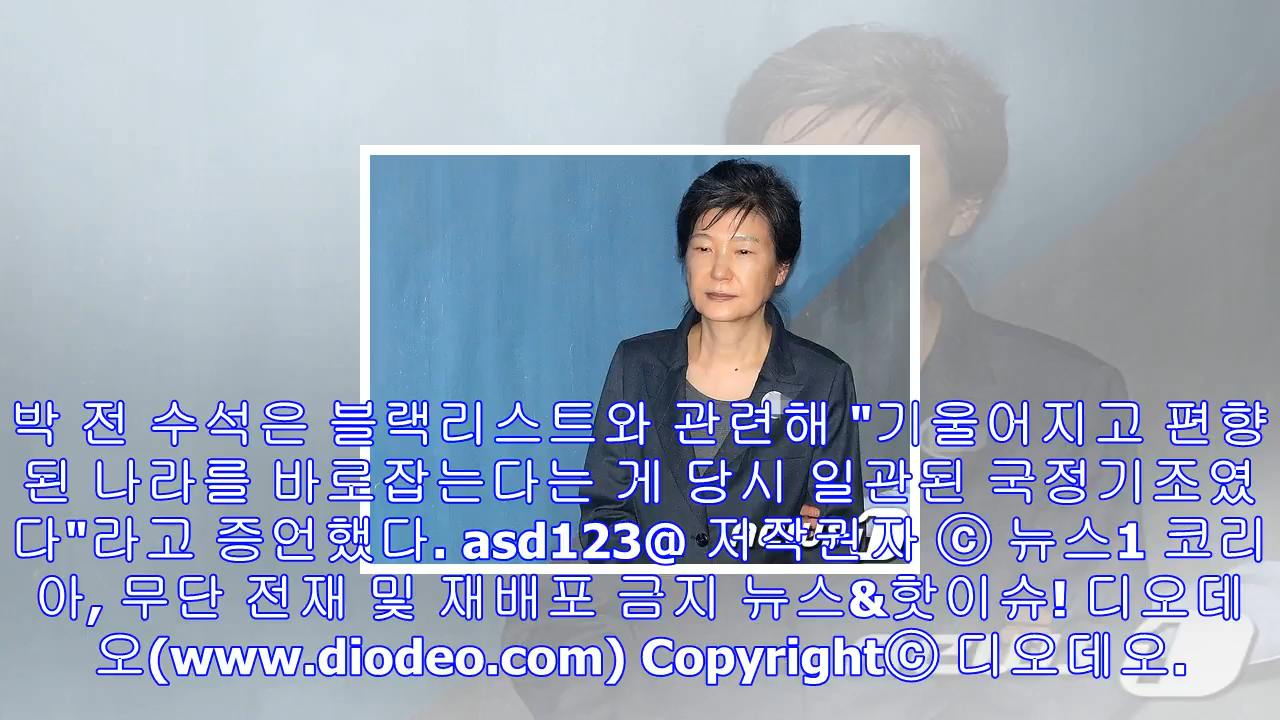 박 전 수석은 블랙리스트와 관련해 "기울어지고 편향
된 나라를 바로잡는다는 게 당시 일관된 국정기조였
다"라고 증언했다. asd123@ 저작권자 ⓒ 뉴스1 코리
아, 무단 전재 및 재배포 금지 뉴스&핫이슈! 디오데
오(www.diodeo.com) Copyrightⓒ 디오데오.